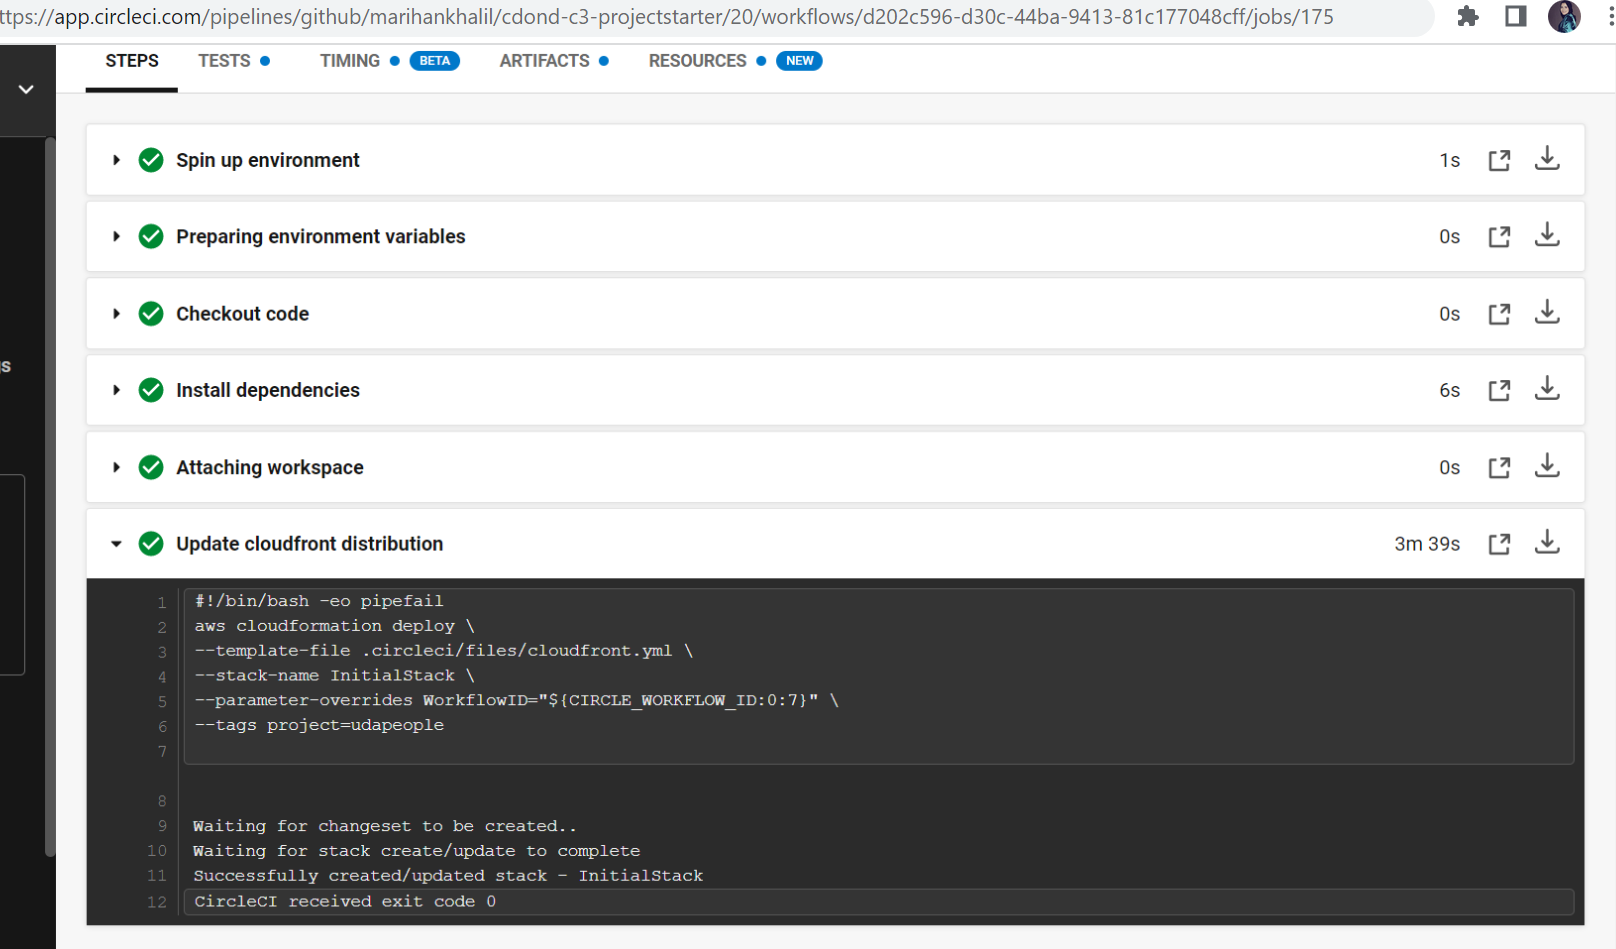 ttps://app.circleci.com/pipelines/github/marihankhalil/cdond-c3-projectstarter/20/workflows/d202c596-d30c-44ba-9413-81c177048cff/jobs/175
STEPS TESTS TIMING BETA ARTIFACTS RESOURCES NEW
Spin up environment 1s
Preparing environment variables 0s
Checkout code 0s
gs
Install dependencies 6s
Attaching workspace 0s
Update cloudfront distribution 3m 39s
1 #!/bin/bash -eo pipefail
2 aws cloudformation deploy \
3 --template-file .circleci/files/cloudfront.yml \
4 --stack-name InitialStack \
5 --parameter-overrides WorkflowID="${CIRCLE_WORKFLOW_ID:0:7}" \
6 --tags project=udapeople
7
8
9 Waiting for changeset to be created..
10 Waiting for stack create/update to complete
11 Successfully created/updated stack - InitialStack
12 CircleCI received exit code 0